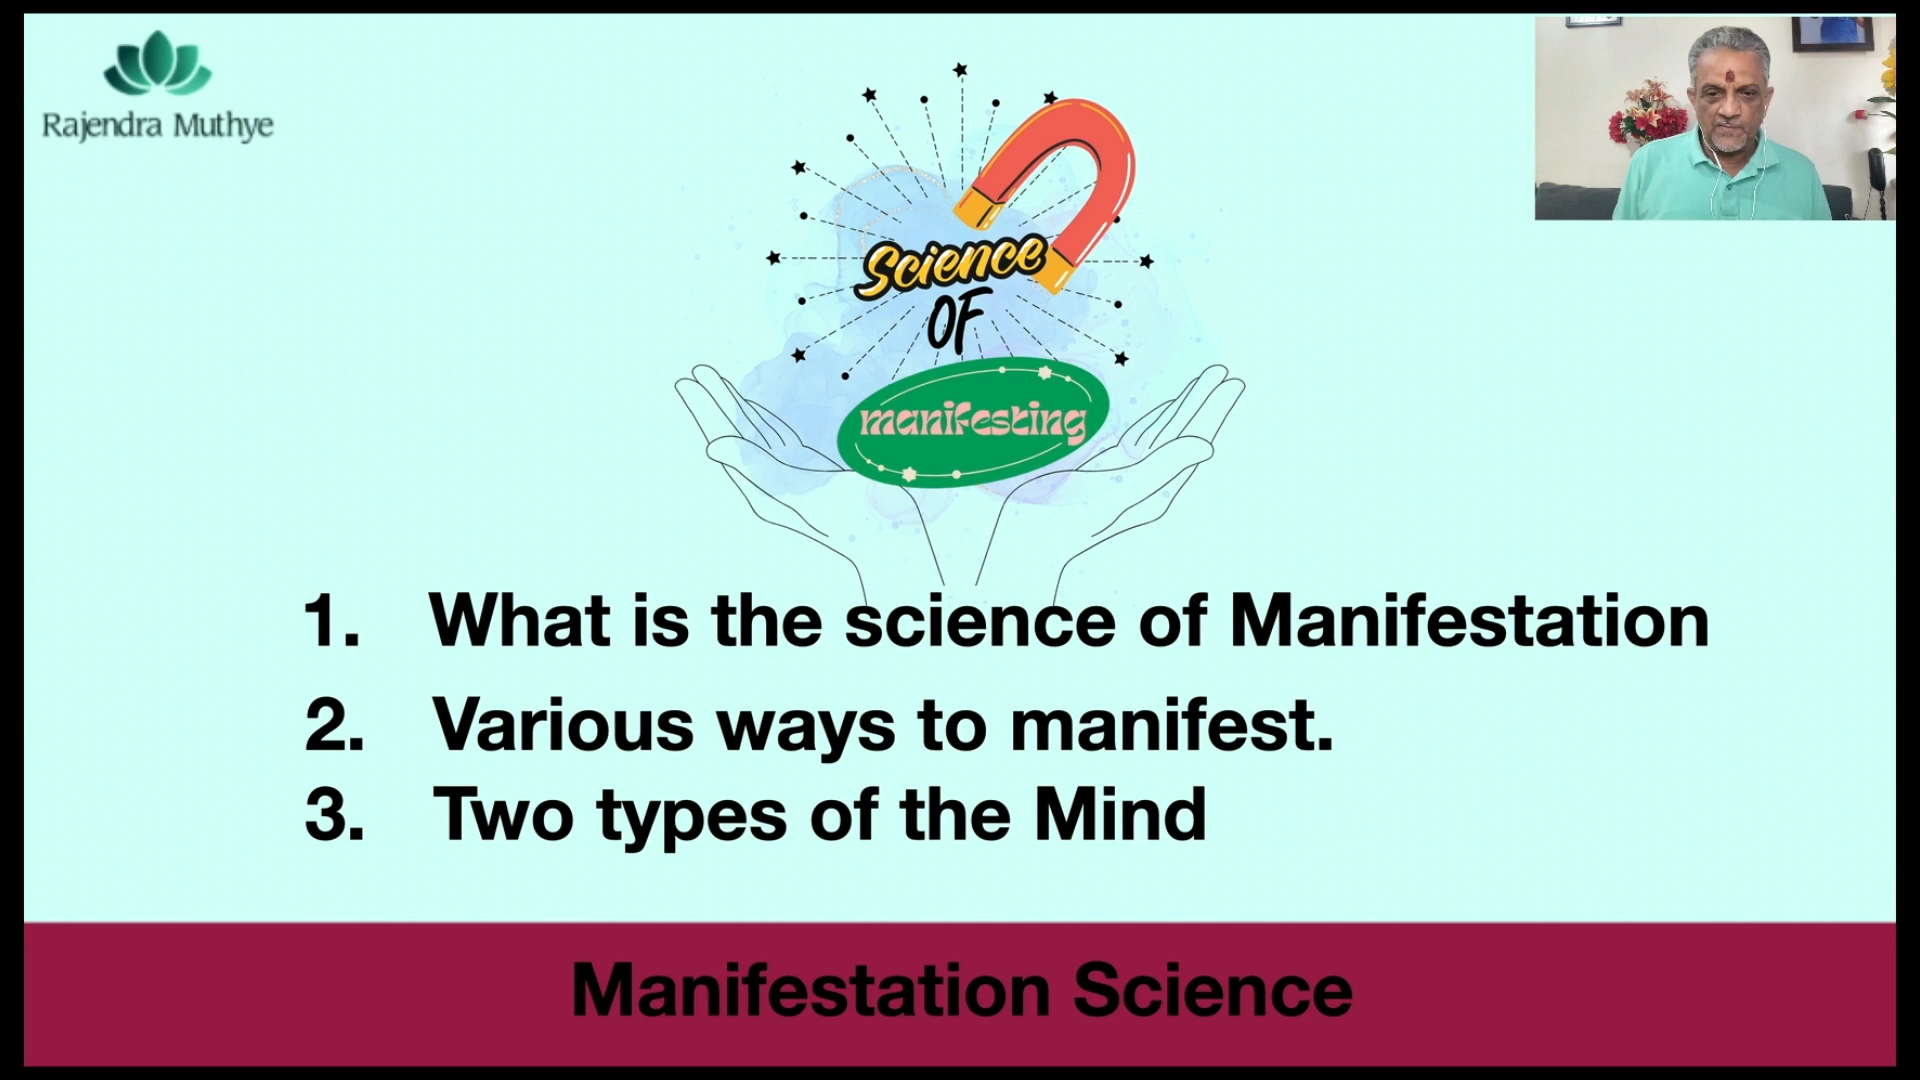 Rajendra Muthye
Science
OF
manifesting
1. What is the science of Manifestation
2. Various ways to manifest.
3. Two types of the Mind
Manifestation Science